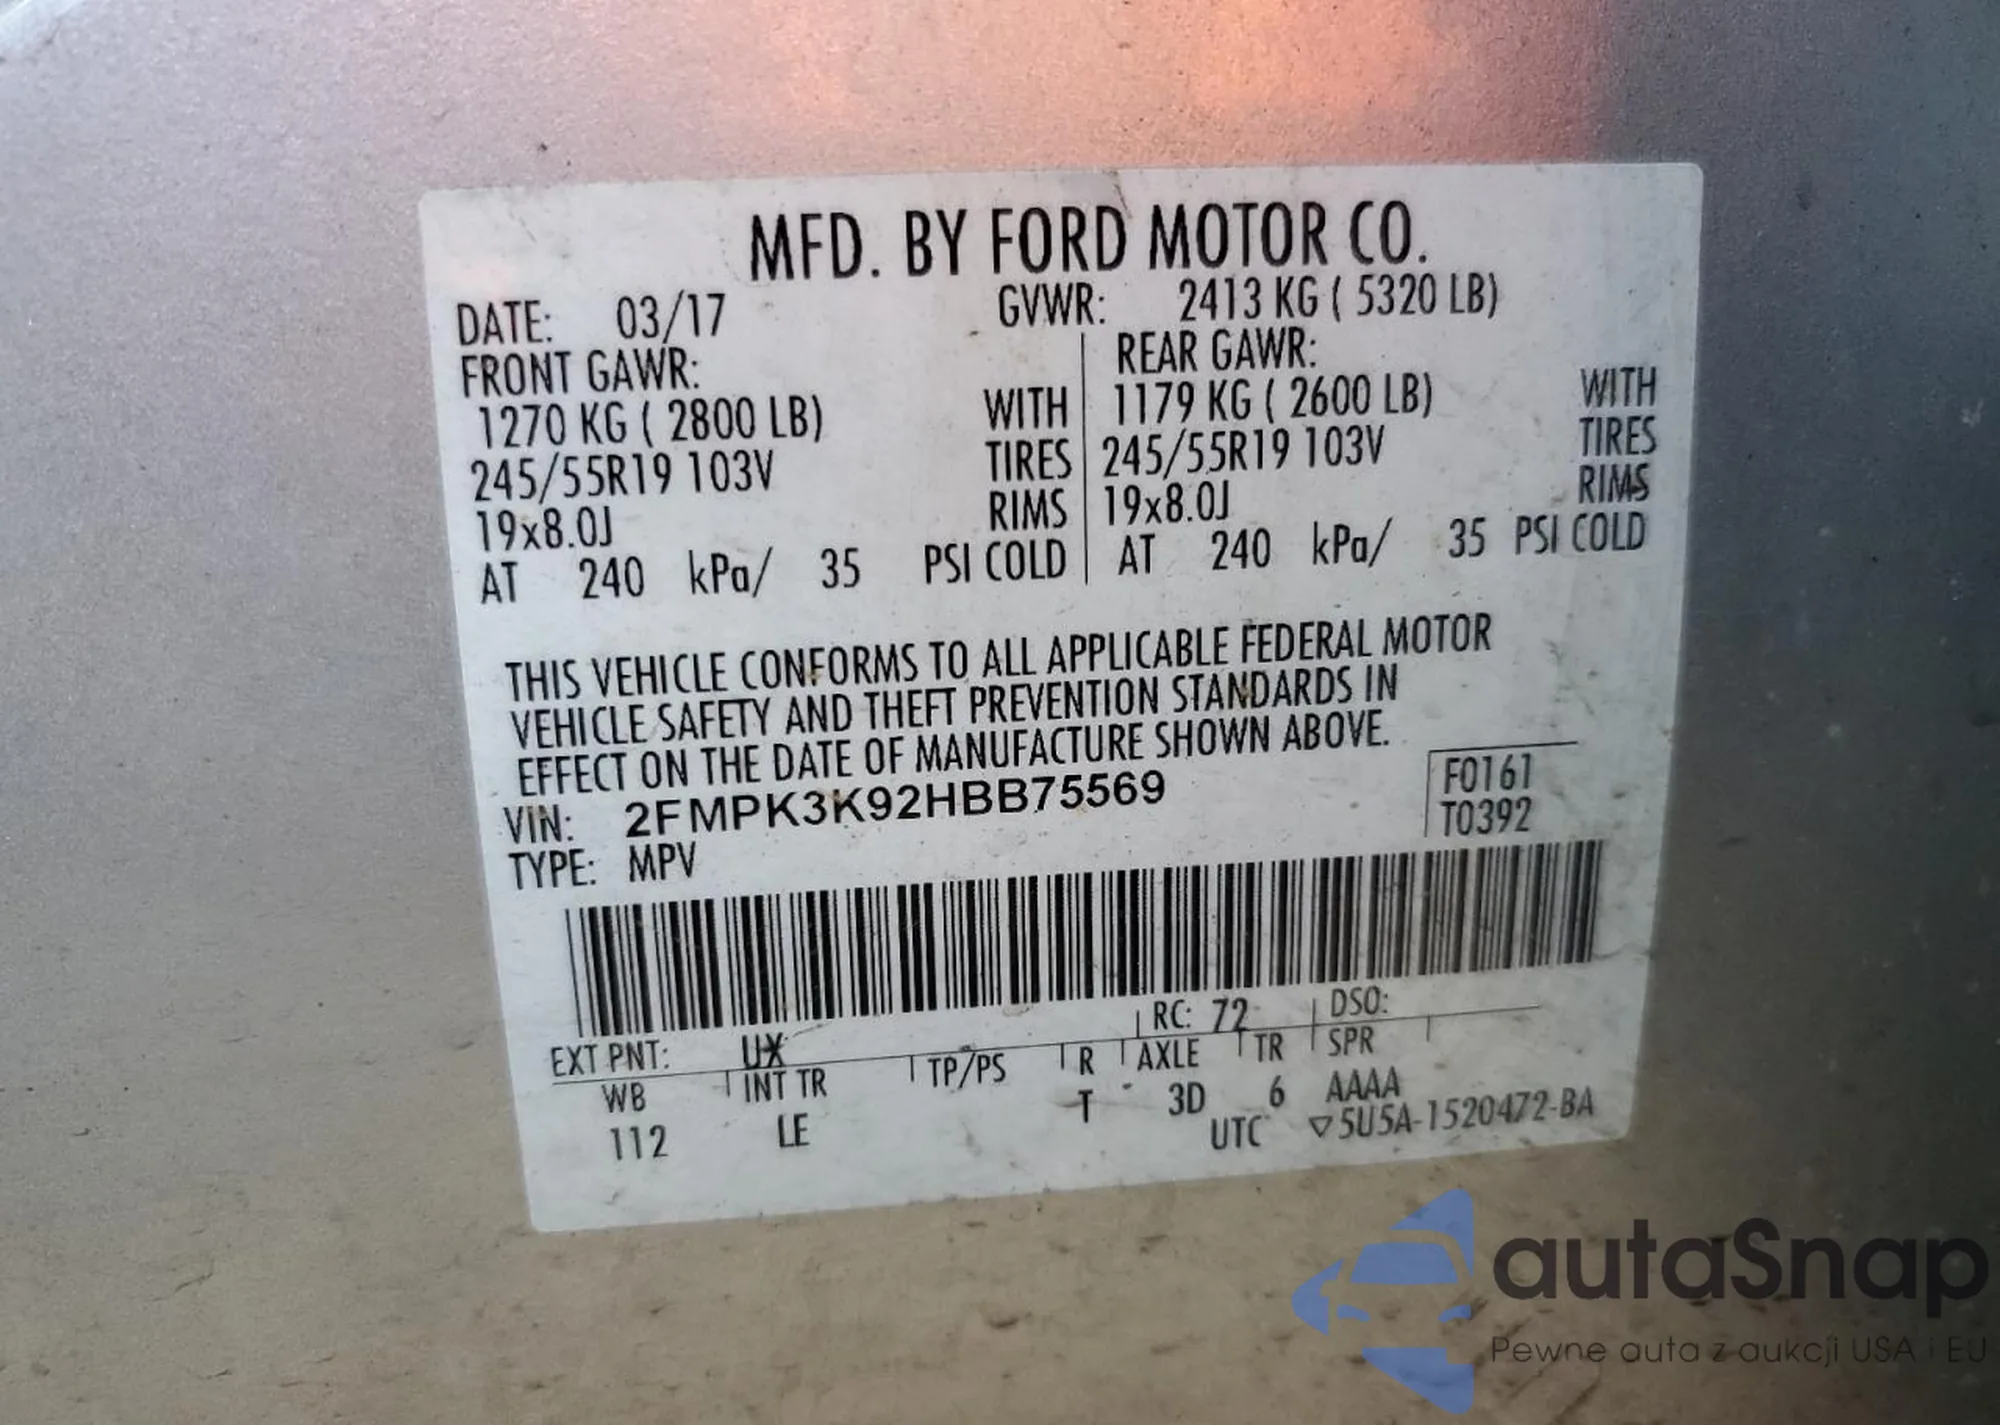 MFD. BY FORD MOTOR CO.
DATE: 03/17 GVWR: 2413 KG ( 5320 LB)
FRONT GAWR: REAR GAWR:
1270 KG ( 2800 LB) WITH 1179 KG ( 2600 LB) WITH
245/55R19 103V TIRES 245/55R19 103V TIRES
19x8.0J RIMS 19x8.0J RIMS
AT 240 kPa/ 35 PSI COLD AT 240 kPa/ 35 PSI COLD
THIS VEHICLE CONFORMS TO ALL APPLICABLE FEDERAL MOTOR
VEHICLE SAFETY AND THEFT PREVENTION STANDARDS IN
EFFECT ON THE DATE OF MANUFACTURE SHOWN ABOVE.
VIN: 2FMPK3K92HBB75569
TYPE: MPV
F0161
T0392
EXT PNT: UX RC: 72 DSO:
WB INT TR TP/PS R AXLE TR SPR
112 LE T 3D 6 AAAA
UTC ▽5U5A-1520472-BA
autaSnap
Pewne auta z aukcji USA i EU